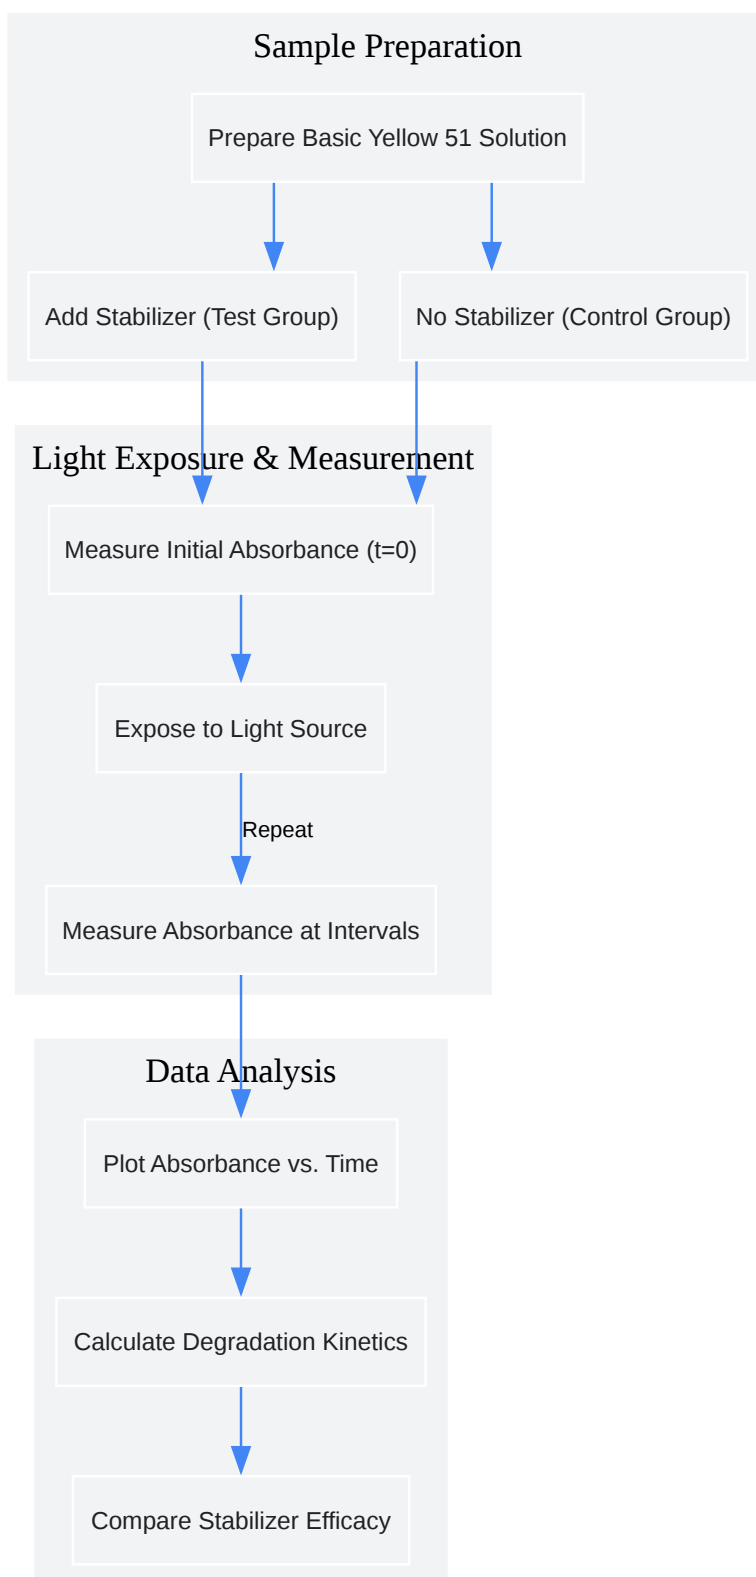 Sample Preparation
Prepare Basic Yellow 51 Solution
Add Stabilizer (Test Group)
No Stabilizer (Control Group)
Light Exposure & Measurement
Measure Initial Absorbance (t=0)
Expose to Light Source
Repeat
Measure Absorbance at Intervals
Data Analysis
Plot Absorbance vs. Time
Calculate Degradation Kinetics
Compare Stabilizer Efficacy